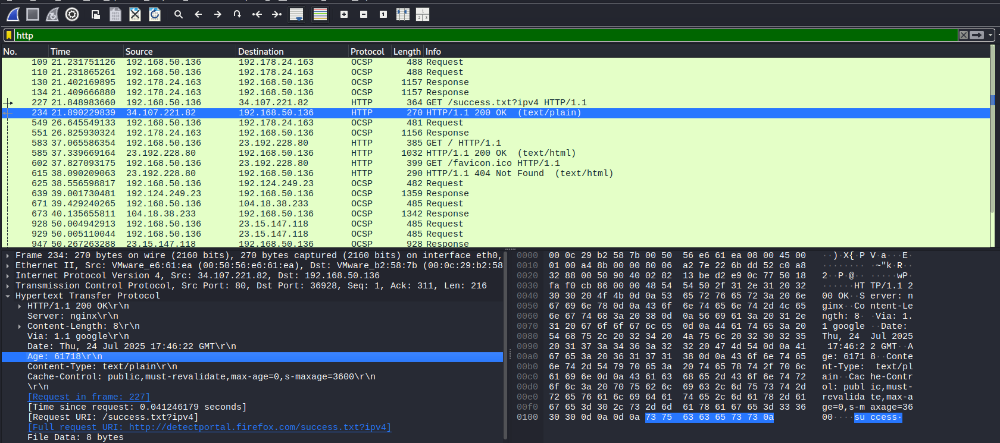 http
No. Time Source Destination Protocol Length Info
109 21.231751126 192.168.50.136 192.178.24.163 OCSP 488 Request
110 21.231865261 192.168.50.136 192.178.24.163 OCSP 488 Request
130 21.402169895 192.178.24.163 192.168.50.136 OCSP 1157 Response
134 21.409666880 192.178.24.163 192.168.50.136 OCSP 1157 Response
227 21.848983660 192.168.50.136 34.107.221.82 HTTP 364 GET /success.txt?ipv4 HTTP/1.1
234 21.890229839 34.107.221.82 192.168.50.136 HTTP 270 HTTP/1.1 200 OK  (text/plain)
549 26.645549133 192.168.50.136 192.178.24.163 OCSP 481 Request
551 26.825930324 192.178.24.163 192.168.50.136 OCSP 1156 Response
583 37.065586354 192.168.50.136 23.192.228.80 HTTP 385 GET / HTTP/1.1
585 37.339669164 23.192.228.80 192.168.50.136 HTTP 1032 HTTP/1.1 200 OK  (text/html)
602 37.827093175 192.168.50.136 23.192.228.80 HTTP 399 GET /favicon.ico HTTP/1.1
615 38.090209063 23.192.228.80 192.168.50.136 HTTP 290 HTTP/1.1 404 Not Found  (text/html)
625 38.556598817 192.168.50.136 192.124.249.23 OCSP 482 Request
639 39.001730481 192.124.249.23 192.168.50.136 OCSP 1359 Response
671 39.429240265 192.168.50.136 104.18.38.233 OCSP 485 Request
673 40.135655811 104.18.38.233 192.168.50.136 OCSP 1342 Response
928 50.004942913 192.168.50.136 23.15.147.118 OCSP 485 Request
929 50.005110044 192.168.50.136 23.15.147.118 OCSP 485 Request
947 50.267263288 23.15.147.118 192.168.50.136 OCSP 928 Response
Frame 234: 270 bytes on wire (2160 bits), 270 bytes captured (2160 bits) on interface eth0,
Ethernet II, Src: VMware_e6:61:ea (00:50:56:e6:61:ea), Dst: VMware_b2:58:7b (00:0c:29:b2:58
Internet Protocol Version 4, Src: 34.107.221.82, Dst: 192.168.50.136
Transmission Control Protocol, Src Port: 80, Dst Port: 36928, Seq: 1, Ack: 311, Len: 216
Hypertext Transfer Protocol
HTTP/1.1 200 OK\r\n
Server: nginx\r\n
Content-Length: 8\r\n
Via: 1.1 google\r\n
Date: Thu, 24 Jul 2025 17:46:22 GMT\r\n
Age: 61718\r\n
Content-Type: text/plain\r\n
Cache-Control: public,must-revalidate,max-age=0,s-maxage=3600\r\n
\r\n
[Request in frame: 227]
[Time since request: 0.041246179 seconds]
[Request URI: /success.txt?ipv4]
[Full request URI: http://detectportal.firefox.com/success.txt?ipv4]
File Data: 8 bytes
0000 00 0c 29 b2 58 7b 00 50 56 e6 61 ea 08 00 45 00 ··)·X{·P V·a···E·
0010 01 00 a4 8b 00 00 80 06 a2 7e 22 6b dd 52 c0 a8 ········ ·~"k·R··
0020 32 88 00 50 90 40 02 82 13 be d2 e9 0c 77 50 18 2··P·@·· ·····wP·
0030 fa f0 cb 86 00 00 48 54 54 50 2f 31 2e 31 20 32 ······HT TP/1.1 2
0040 30 30 20 4f 4b 0d 0a 53 65 72 76 65 72 3a 20 6e 00 OK··S erver: n
0050 67 69 6e 78 0d 0a 43 6f 6e 74 65 6e 74 2d 4c 65 ginx··Co ntent-Le
0060 6e 67 74 68 3a 20 38 0d 0a 56 69 61 3a 20 31 2e ngth: 8· ·Via: 1.
0070 31 20 67 6f 6f 67 6c 65 0d 0a 44 61 74 65 3a 20 1 google ··Date:
0080 54 68 75 2c 20 32 34 20 4a 75 6c 20 32 30 32 35 Thu, 24  Jul 2025
0090 20 31 37 3a 34 36 3a 32 32 20 47 4d 54 0d 0a 41 17:46:2 2 GMT··A
00a0 67 65 3a 20 36 31 37 31 38 0d 0a 43 6f 6e 74 65 ge: 6171 8··Conte
00b0 6e 74 2d 54 79 70 65 3a 20 74 65 78 74 2f 70 6c nt-Type:  text/pl
00c0 61 69 6e 0d 0a 43 61 63 68 65 2d 43 6f 6e 74 72 ain··Cac he-Contr
00d0 6f 6c 3a 20 70 75 62 6c 69 63 2c 6d 75 73 74 2d ol: publ ic,must-
00e0 72 65 76 61 6c 69 64 61 74 65 2c 6d 61 78 2d 61 revalida te,max-a
00f0 67 65 3d 30 2c 73 2d 6d 61 78 61 67 65 3d 33 36 ge=0,s-m axage=36
0100 30 30 0d 0a 0d 0a 73 75 63 63 65 73 73 0a 00····su ccess·